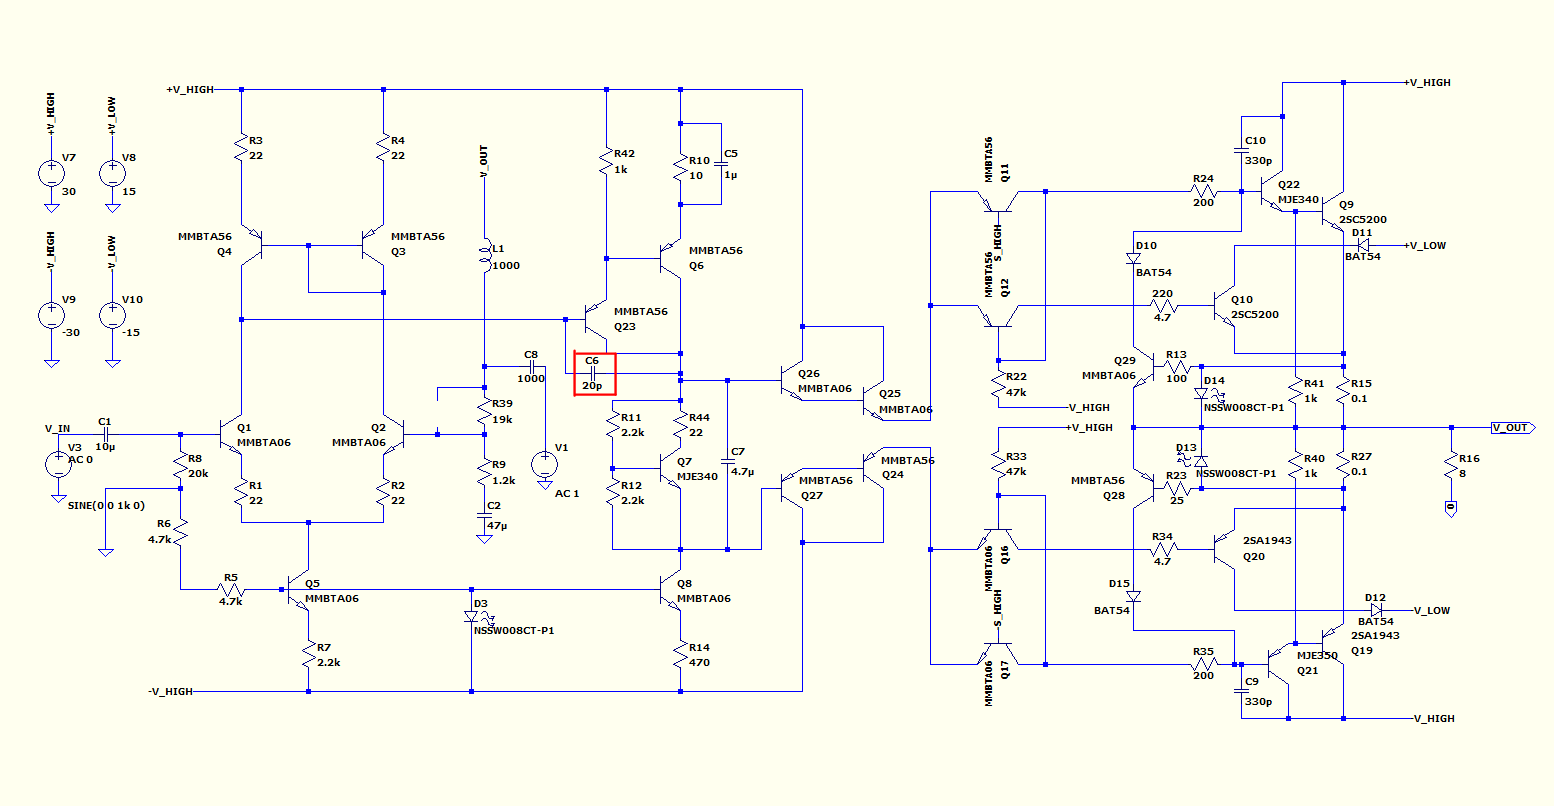 +V_HIGH
V7
30
+V_LOW
V8
15
-V_HIGH
V9
-30
-V_LOW
V10
-15
+V_HIGH
R3
22
R4
22
MMBTA56
Q4
MMBTA56
Q3
V_OUT
L1
1000
R42
1k
R10
10
C5
1µ
MMBTA56
Q6
MMBTA56
Q23
C6
20p
C8
1000
R39
19k
R11
2.2k
R44
22
Q26
MMBTA06
Q25
MMBTA06
V_IN
C1
10µ
V3
AC 0
SINE(0 0 1k 0)
Q1
MMBTA06
Q2
MMBTA06
R8
20k
R1
22
R2
22
R9
1.2k
C2
47µ
V1
AC 1
R12
2.2k
Q7
MJE340
C7
4.7µ
MMBTA56
Q27
MMBTA56
Q24
R6
4.7k
R5
4.7k
Q5
MMBTA06
D3
NSSW008CT-P1
Q8
MMBTA06
R7
2.2k
R14
470
-V_HIGH
MMBTA56
Q11
S_HIGH
MMBTA56
Q12
R22
47k
-V_HIGH
+V_HIGH
R33
47k
MMBTA06
Q16
S_HIGH
MMBTA06
Q17
+V_HIGH
C10
330p
R24
200
Q22
MJE340
Q9
2SC5200
D11
BAT54
+V_LOW
D10
BAT54
220
4.7
Q10
2SC5200
Q29
MMBTA06
R13
100
D14
NSSW008CT-P1
R41
1k
R15
0.1
V_OUT
D13
NSSW008CT-P1
MMBTA56
Q28
R23
25
R40
1k
R27
0.1
R16
8
0
R34
4.7
2SA1943
Q20
D15
BAT54
D12
BAT54
-V_LOW
2SA1943
Q19
MJE350
Q21
R35
200
C9
330p
-V_HIGH